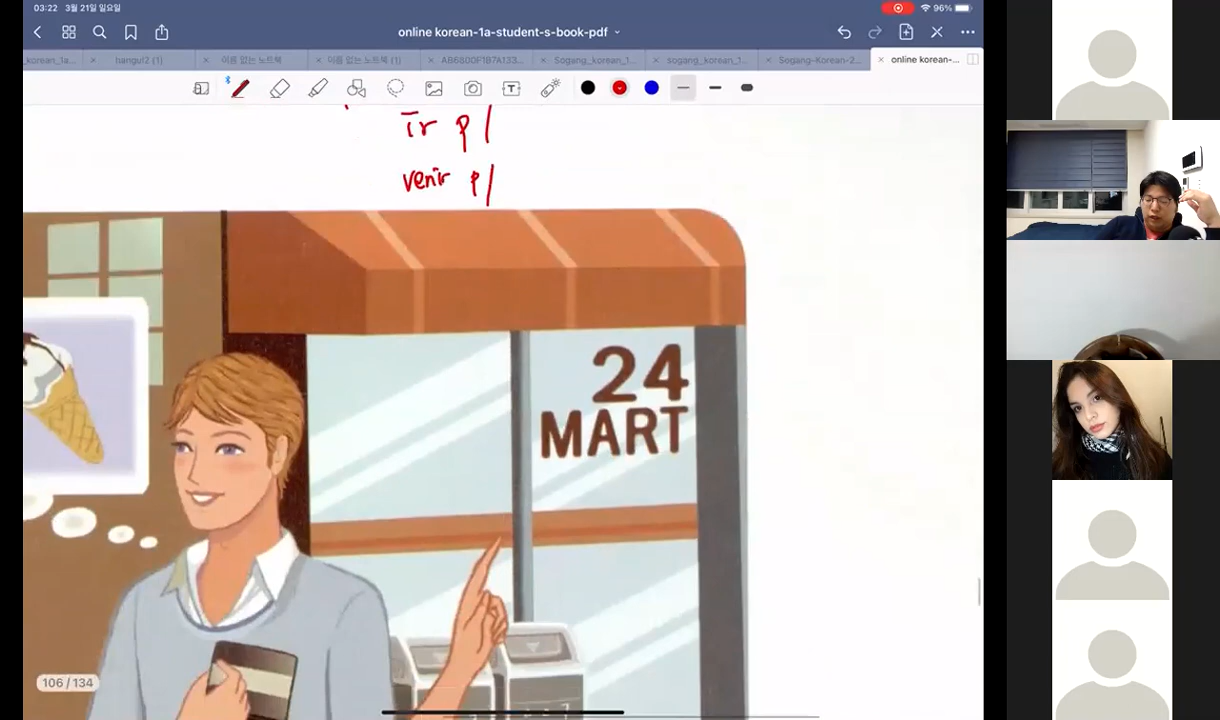 03:22 3월 21일 일요일
96%
online korean-1a-student-s-book-pdf
_korean_1a...
hangul2 (1)
이름 없는 노트북
이름 없는 노트북 (1)
AB6800F1B7A133...
Sogang_korean_1...
sogang_korean_1...
Sogang-Korean-2...
online korean-...
T
ir p/
venir p/
24
MART
106 / 134